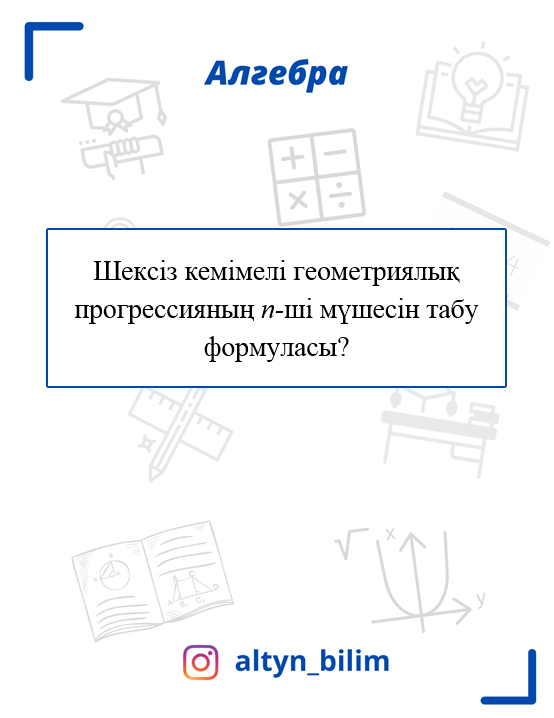 Алгебра
Шексіз кемімелі геометриялық
прогрессияның n-ші мүшесін табу
формуласы?
altyn_bilim